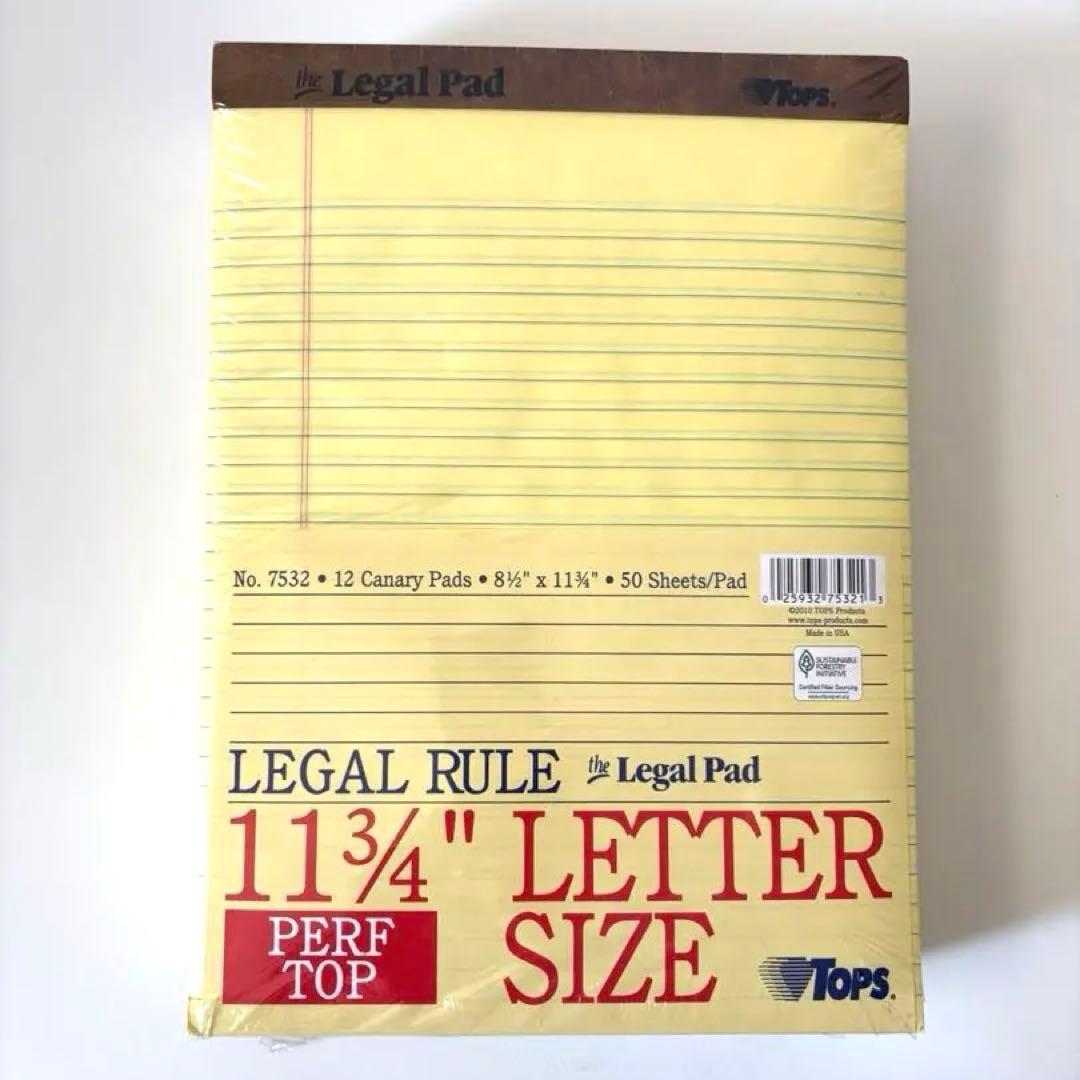 the Legal Pad
TOPS.
No. 7532 • 12 Canary Pads • 8½" x 11¾" • 50 Sheets/Pad
0 25932 75321 3
©2010 TOPS Products
www.tops-products.com
Made in USA
SUSTAINABLE
FORESTRY
INITIATIVE
Certified Fiber Sourcing
LEGAL RULE the Legal Pad
11¾" LETTER
SIZE
PERF
TOP
TOPS.